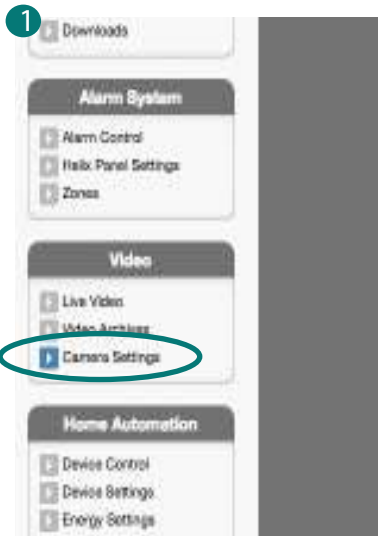 1
Downloads
Alarm System
Alarm Control
Helix Panel Settings
Zones
Video
Live Video
Video Archives
Camera Settings
Home Automation
Device Control
Device Settings
Energy Settings